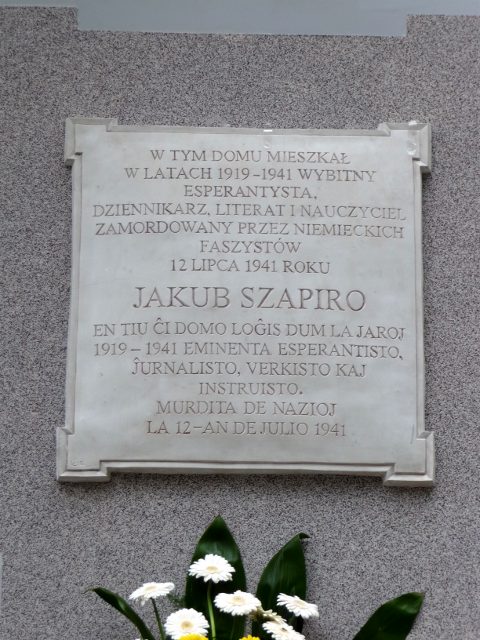 W TYM DOMU MIESZKAŁ
W LATACH 1919-1941 WYBITNY
ESPERANTYSTA,
DZIENNIKARZ, LITERAT I NAUCZYCIEL
ZAMORDOWANY PRZEZ NIEMIECKICH
FASZYSTÓW
12 LIPCA 1941 ROKU
JAKUB SZAPIRO
EN TIU ĈI DOMO LOĜIS DUM LA JAROJ
1919 – 1941 EMINENTA ESPERANTISTO,
ĴURNALISTO, VERKISTO KAJ
INSTRUISTO.
MURDITA DE NAZIOJ
LA 12-AN DE JULIO 1941